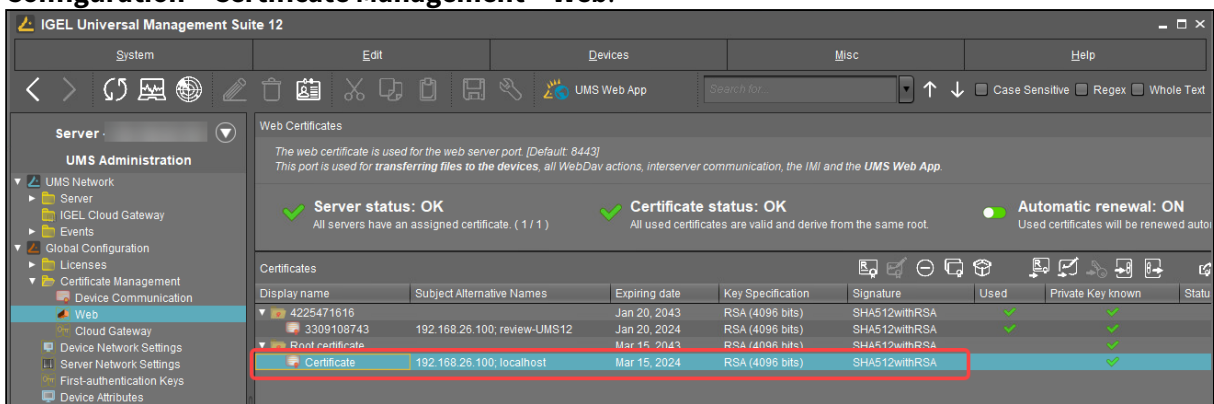 Configuration > Certificate Management > Web.
IGEL Universal Management Suite 12
System Edit Devices Misc Help
UMS Web App Search for... Case Sensitive Regex Whole Text
Server
UMS Administration
UMS Network
Server
IGEL Cloud Gateway
Events
Global Configuration
Licenses
Certificate Management
Device Communication
Web
Cloud Gateway
Device Network Settings
Server Network Settings
First-authentication Keys
Device Attributes
Web Certificates
The web certificate is used for the web server port. [Default: 8443]
This port is used for transferring files to the devices, all WebDav actions, interserver communication, the IMI and the UMS Web App.
Server status: OK
All servers have an assigned certificate. ( 1 / 1 )
Certificate status: OK
All used certificates are valid and derive from the same root.
Automatic renewal: ON
Used certificates will be renewed auto
Certificates
Display name Subject Alternative Names Expiring date Key Specification Signature Used Private Key known Statu
4225471616 Jan 20, 2043 RSA (4096 bits) SHA512withRSA
3309108743 192.168.26.100; review-UMS12 Jan 20, 2024 RSA (4096 bits) SHA512withRSA
Root certificate Mar 15, 2043 RSA (4096 bits) SHA512withRSA
Certificate 192.168.26.100; localhost Mar 15, 2024 RSA (4096 bits) SHA512withRSA